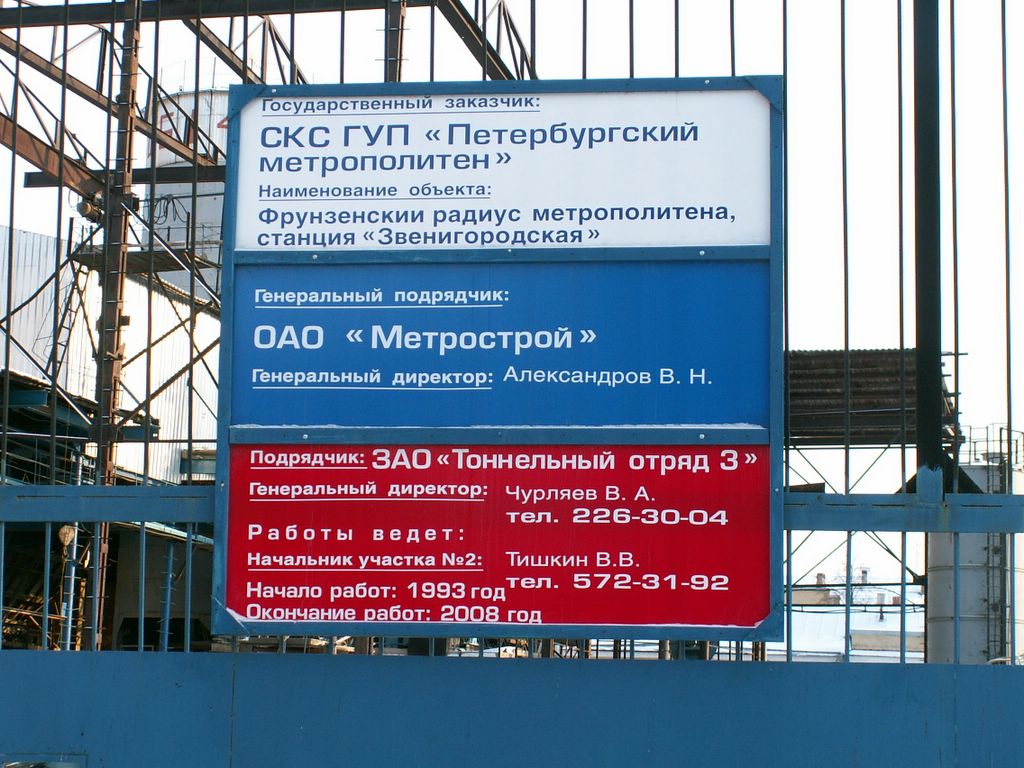 Государственный заказчик:
СКС ГУП «Петербургский
метрополитен»
Наименование объекта:
Фрунзенский радиус метрополитена,
станция «Звенигородская»
Генеральный подрядчик:
ОАО «Метрострой»
Генеральный директор: Александров В. Н.
Подрядчик: ЗАО «Тоннельный отряд 3»
Генеральный директор: Чурляев В. А.
тел. 226-30-04
Работы ведет:
Начальник участка №2: Тишкин В.В.
тел. 572-31-92
Начало работ: 1993 год
Окончание работ: 2008 год